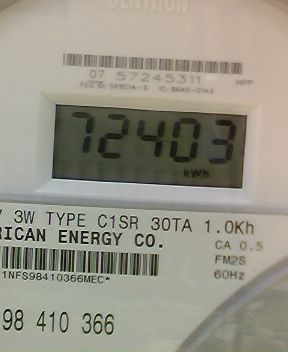 CENTRON
07 57245311
72403
kWh
V 3W TYPE C1SR 30TA 1.0Kh
RICAN ENERGY CO.
CA 0.5
FM2S
60Hz
1NFS98410366MEC*
98 410 366